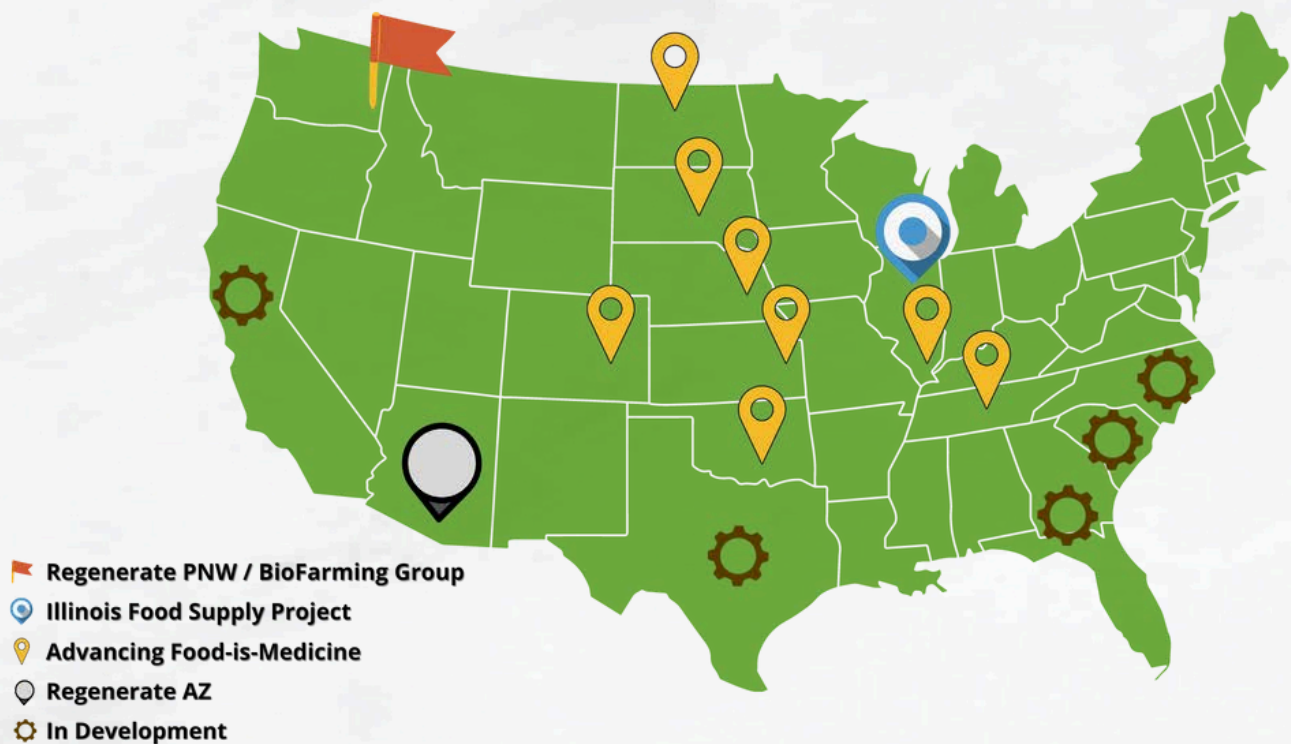 Regenerate PNW / BioFarming Group
Illinois Food Supply Project
Advancing Food-is-Medicine
Regenerate AZ
In Development